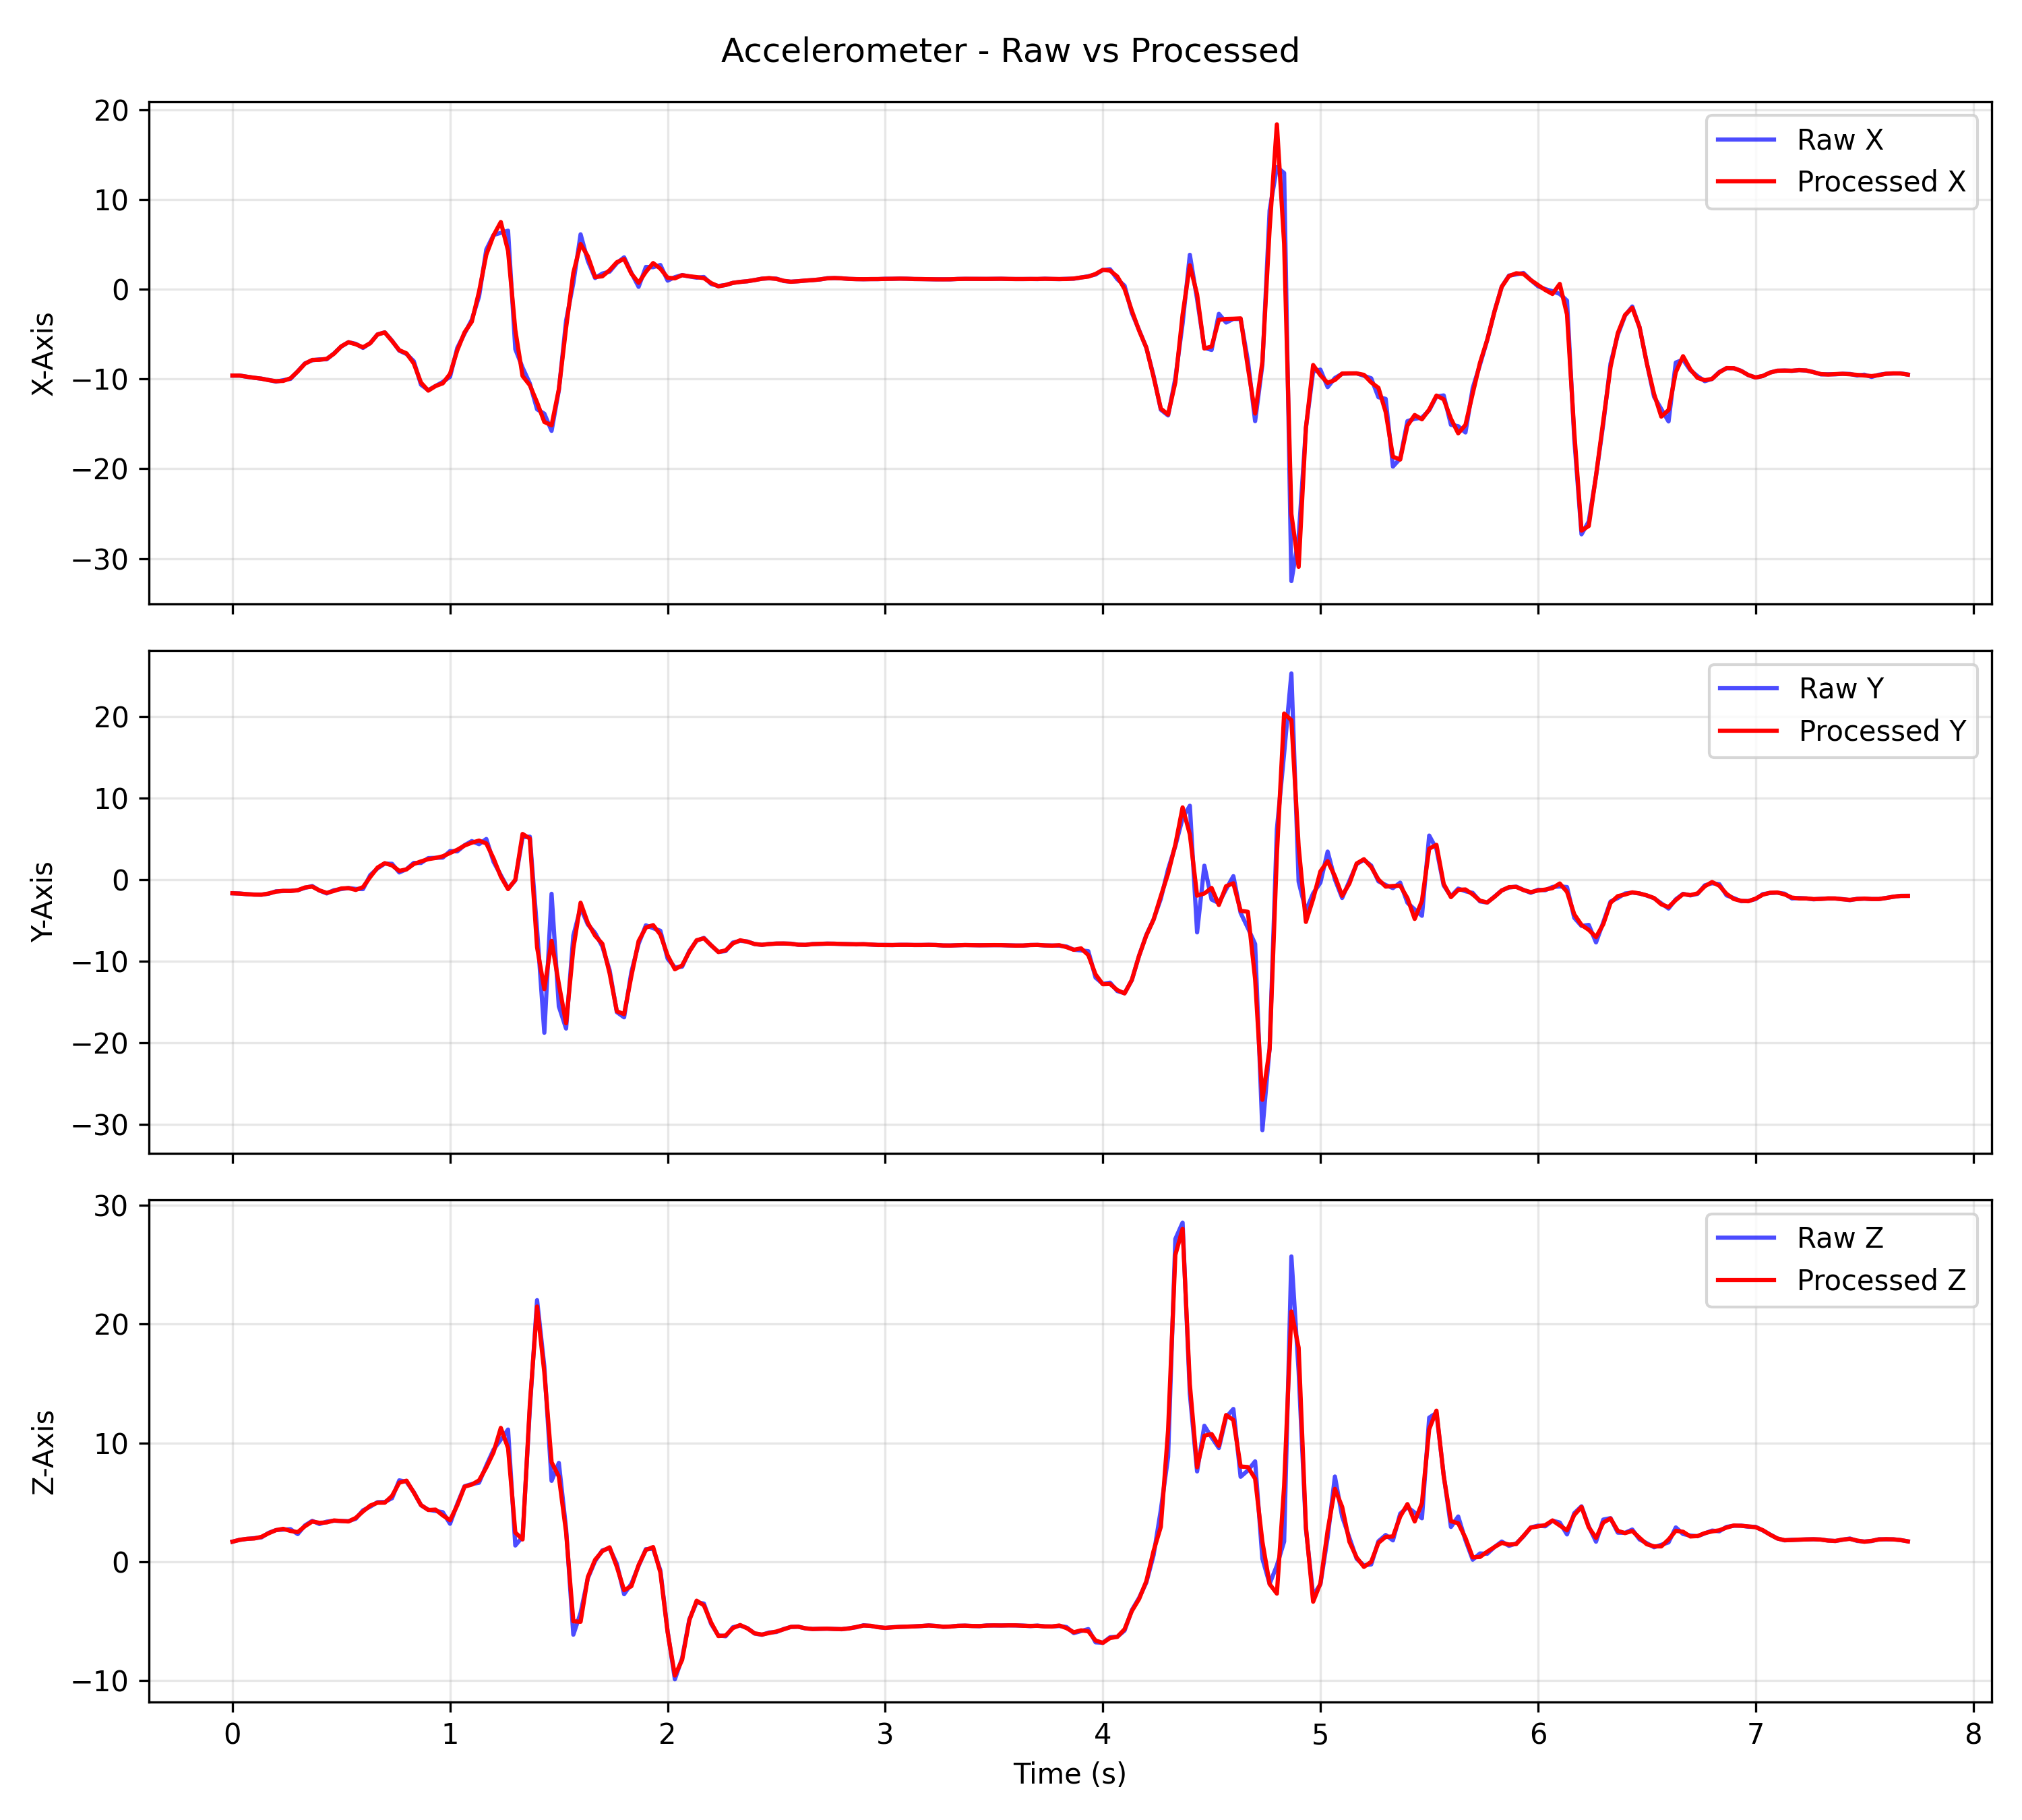 Accelerometer - Raw vs Processed
20
10
0
−10
−20
−30
X-Axis
Raw X
Processed X
20
10
0
−10
−20
−30
Y-Axis
Raw Y
Processed Y
30
20
10
0
−10
Z-Axis
Raw Z
Processed Z
0 1 2 3 4 5 6 7 8
Time (s)